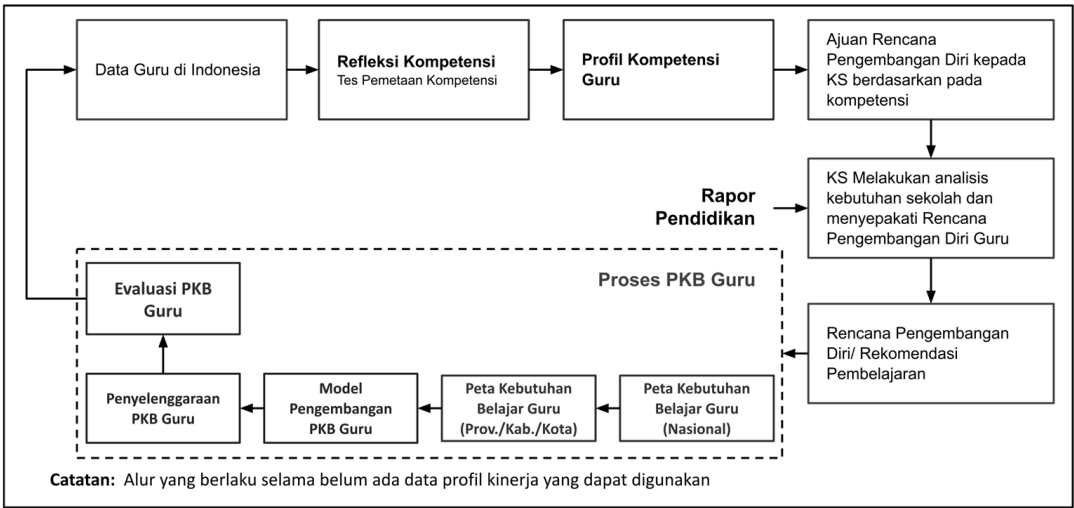 Data Guru di Indonesia
Refleksi Kompetensi
Tes Pemetaan Kompetensi
Profil Kompetensi
Guru
Ajuan Rencana
Pengembangan Diri kepada
KS berdasarkan pada
kompetensi
Rapor
Pendidikan
KS Melakukan analisis
kebutuhan sekolah dan
menyepakati Rencana
Pengembangan Diri Guru
Rencana Pengembangan
Diri/ Rekomendasi
Pembelajaran
Proses PKB Guru
Peta Kebutuhan
Belajar Guru
(Nasional)
Peta Kebutuhan
Belajar Guru
(Prov./Kab./Kota)
Model
Pengembangan
PKB Guru
Penyelenggaraan
PKB Guru
Evaluasi PKB
Guru
Catatan: Alur yang berlaku selama belum ada data profil kinerja yang dapat digunakan